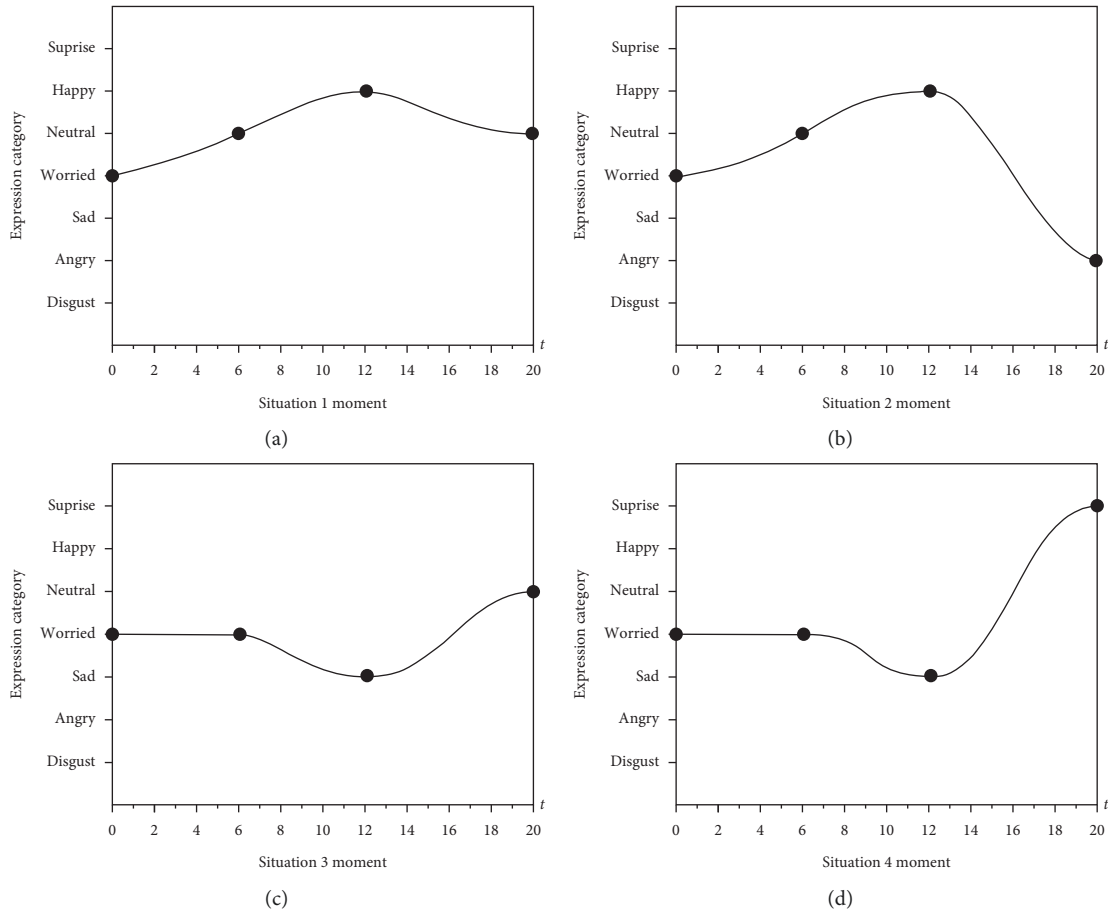 Suprise
Happy
Neutral
Worried
Sad
Angry
Disgust
Expression category
0 2 4 6 8 10 12 14 16 18 20
t
Situation 1 moment
(a)
Suprise
Happy
Neutral
Worried
Sad
Angry
Disgust
Expression category
0 2 4 6 8 10 12 14 16 18 20
t
Situation 2 moment
(b)
Suprise
Happy
Neutral
Worried
Sad
Angry
Disgust
Expression category
0 2 4 6 8 10 12 14 16 18 20
t
Situation 3 moment
(c)
Suprise
Happy
Neutral
Worried
Sad
Angry
Disgust
Expression category
0 2 4 6 8 10 12 14 16 18 20
t
Situation 4 moment
(d)